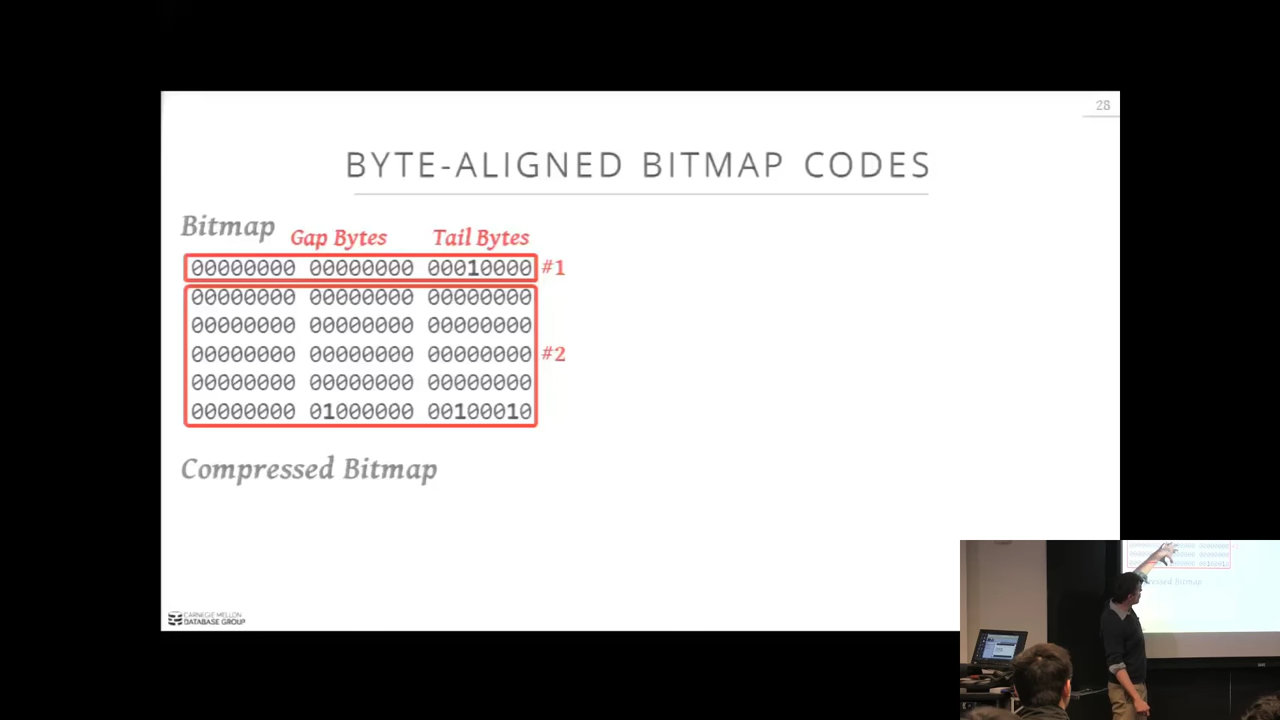 28
BYTE-ALIGNED BITMAP CODES
Bitmap
Gap Bytes Tail Bytes
00000000 00000000 00010000 #1
00000000 00000000 00000000
00000000 00000000 00000000
00000000 00000000 00000000 #2
00000000 00000000 00000000
00000000 01000000 00100010
Compressed Bitmap
CARNEGIE MELLON
DATABASE GROUP